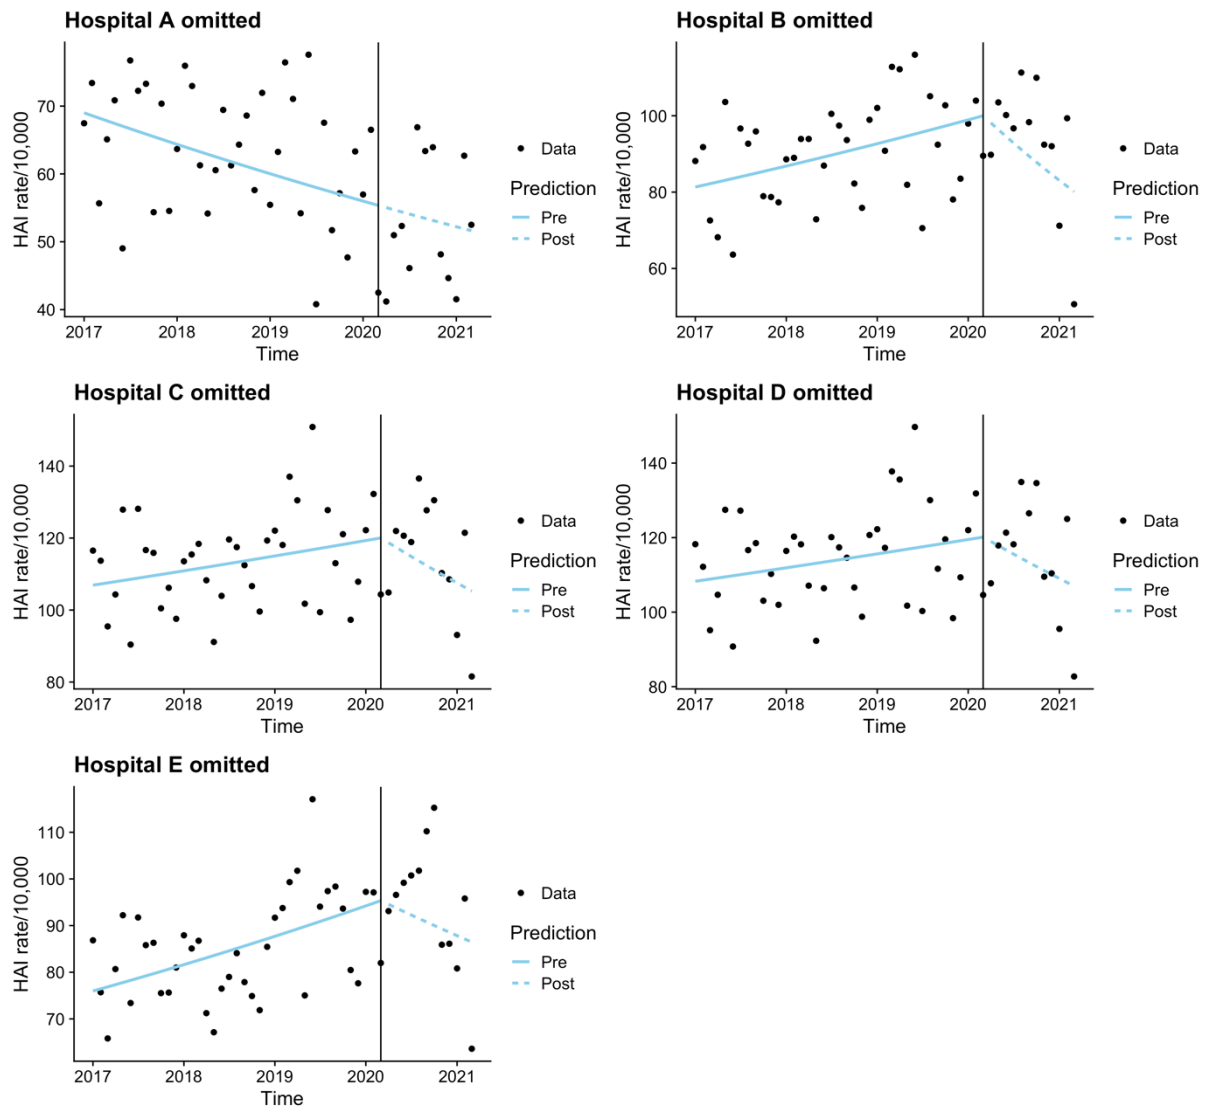 Hospital A omitted
HAI rate/10,000
70
60
50
40
2017 2018 2019 2020 2021
Time
Data
Prediction
Pre
Post
Hospital B omitted
HAI rate/10,000
100
80
60
2017 2018 2019 2020 2021
Time
Data
Prediction
Pre
Post
Hospital C omitted
HAI rate/10,000
140
120
100
80
2017 2018 2019 2020 2021
Time
Data
Prediction
Pre
Post
Hospital D omitted
HAI rate/10,000
140
120
100
80
2017 2018 2019 2020 2021
Time
Data
Prediction
Pre
Post
Hospital E omitted
HAI rate/10,000
110
100
90
80
70
2017 2018 2019 2020 2021
Time
Data
Prediction
Pre
Post